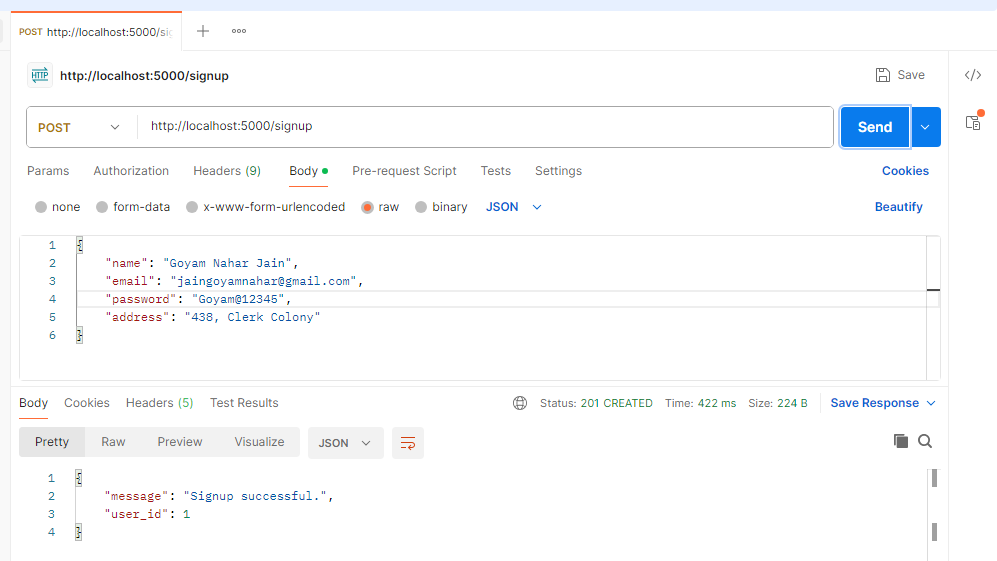 POST http://localhost:5000/sig
HTTP http://localhost:5000/signup Save </>
POST http://localhost:5000/signup Send
Params Authorization Headers (9) Body Pre-request Script Tests Settings Cookies
none form-data x-www-form-urlencoded raw binary JSON Beautify
1 {
2 "name": "Goyam Nahar Jain",
3 "email": "jaingoyamnahar@gmail.com",
4 "password": "Goyam@12345",
5 "address": "438, Clerk Colony"
6 }
Body Cookies Headers (5) Test Results Status: 201 CREATED Time: 422 ms Size: 224 B Save Response
Pretty Raw Preview Visualize JSON
1 {
2 "message": "Signup successful.",
3 "user_id": 1
4 }